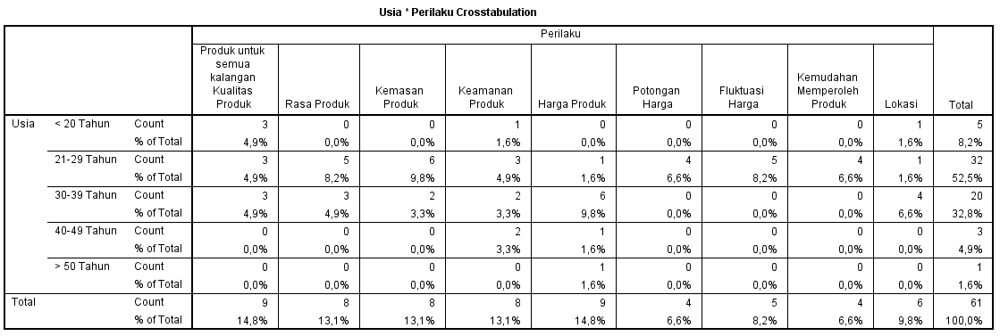 Usia * Perilaku Crosstabulation
Perilaku
Produk untuk semua kalangan Kualitas Produk Rasa Produk Kemasan Produk Keamanan Produk Harga Produk Potongan Harga Fluktuasi Harga Kemudahan Memperoleh Produk Lokasi Total
Usia < 20 Tahun Count 3 0 0 1 0 0 0 0 1 5
% of Total 4,9% 0,0% 0,0% 1,6% 0,0% 0,0% 0,0% 0,0% 1,6% 8,2%
21-29 Tahun Count 3 5 6 3 1 4 5 4 1 32
% of Total 4,9% 8,2% 9,8% 4,9% 1,6% 6,6% 8,2% 6,6% 1,6% 52,5%
30-39 Tahun Count 3 3 2 2 6 0 0 0 4 20
% of Total 4,9% 4,9% 3,3% 3,3% 9,8% 0,0% 0,0% 0,0% 6,6% 32,8%
40-49 Tahun Count 0 0 0 2 1 0 0 0 0 3
% of Total 0,0% 0,0% 0,0% 3,3% 1,6% 0,0% 0,0% 0,0% 0,0% 4,9%
> 50 Tahun Count 0 0 0 0 1 0 0 0 0 1
% of Total 0,0% 0,0% 0,0% 0,0% 1,6% 0,0% 0,0% 0,0% 0,0% 1,6%
Total Count 9 8 8 8 9 4 5 4 6 61
% of Total 14,8% 13,1% 13,1% 13,1% 14,8% 6,6% 8,2% 6,6% 9,8% 100,0%